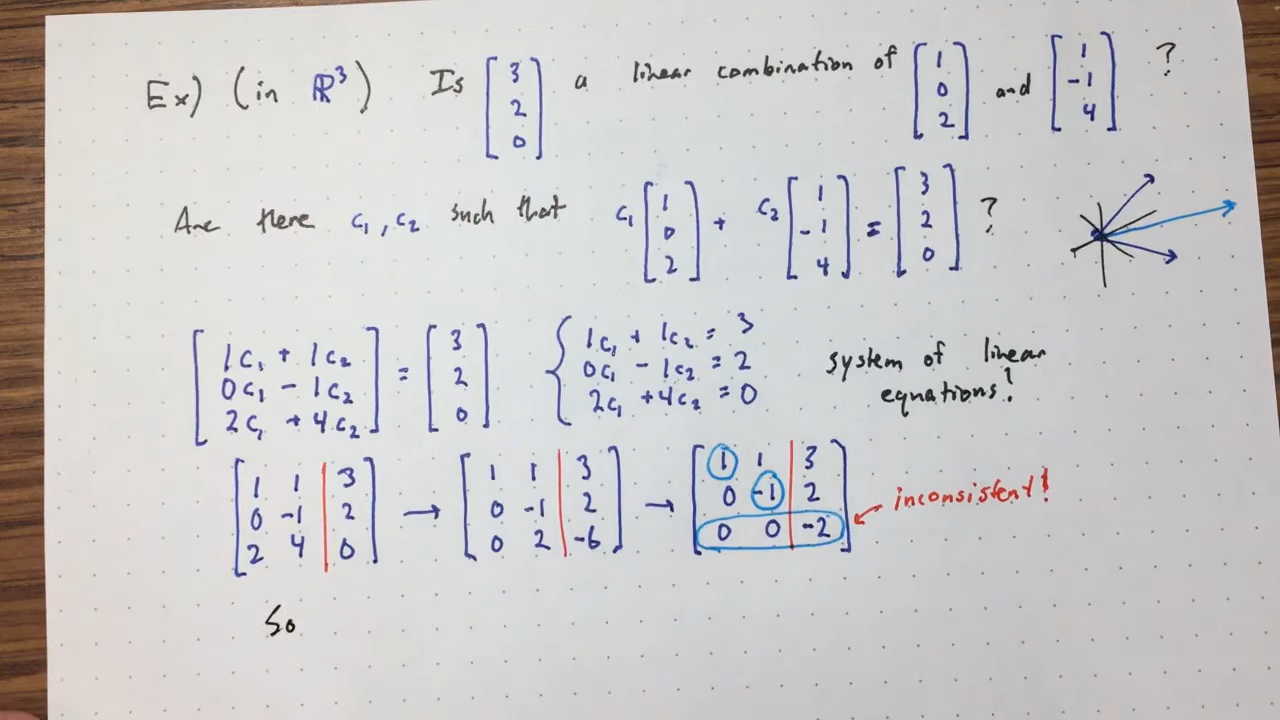 Ex) (in ℝ³) Is [3 2 0] a linear combination of [1 0 2] and [1 -1 4] ?
Are there c₁, c₂ such that c₁ [1 0 2] + c₂ [1 -1 4] = [3 2 0] ?
[1c₁ + 1c₂ 0c₁ - 1c₂ 2c₁ + 4c₂] = [3 2 0] { 1c₁ + 1c₂ = 3 0c₁ - 1c₂ = 2 2c₁ + 4c₂ = 0 system of linear equations!
[1 1 | 3 0 -1 | 2 2 4 | 0] → [1 1 | 3 0 -1 | 2 0 2 | -6] → [1 1 | 3 0 -1 | 2 0 0 | -2] ← inconsistent!
So